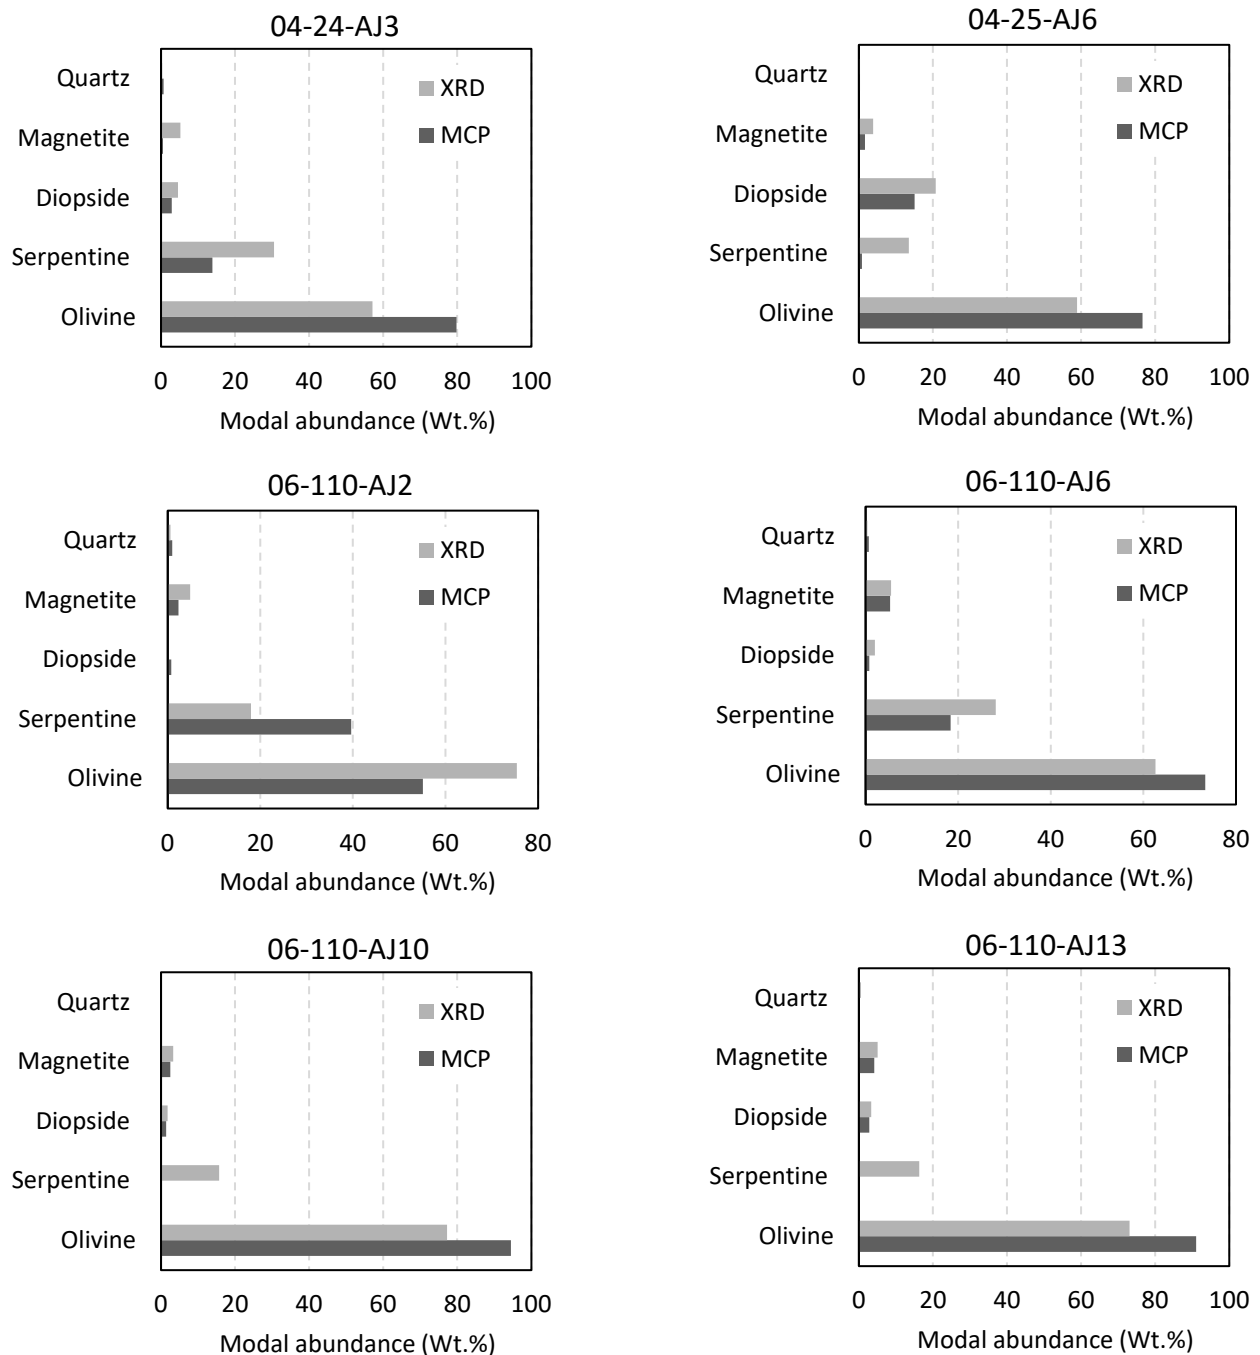 04-24-AJ3
Quartz
Magnetite
Diopside
Serpentine
Olivine
XRD
MCP
0 20 40 60 80 100
Modal abundance (Wt.%)
04-25-AJ6
Quartz
Magnetite
Diopside
Serpentine
Olivine
XRD
MCP
0 20 40 60 80 100
Modal abundance (Wt.%)
06-110-AJ2
Quartz
Magnetite
Diopside
Serpentine
Olivine
XRD
MCP
0 20 40 60 80
Modal abundance (Wt.%)
06-110-AJ6
Quartz
Magnetite
Diopside
Serpentine
Olivine
XRD
MCP
0 20 40 60 80
Modal abundance (Wt.%)
06-110-AJ10
Quartz
Magnetite
Diopside
Serpentine
Olivine
XRD
MCP
0 20 40 60 80 100
Modal abundance (Wt.%)
06-110-AJ13
Quartz
Magnetite
Diopside
Serpentine
Olivine
XRD
MCP
0 20 40 60 80 100
Modal abundance (Wt.%)